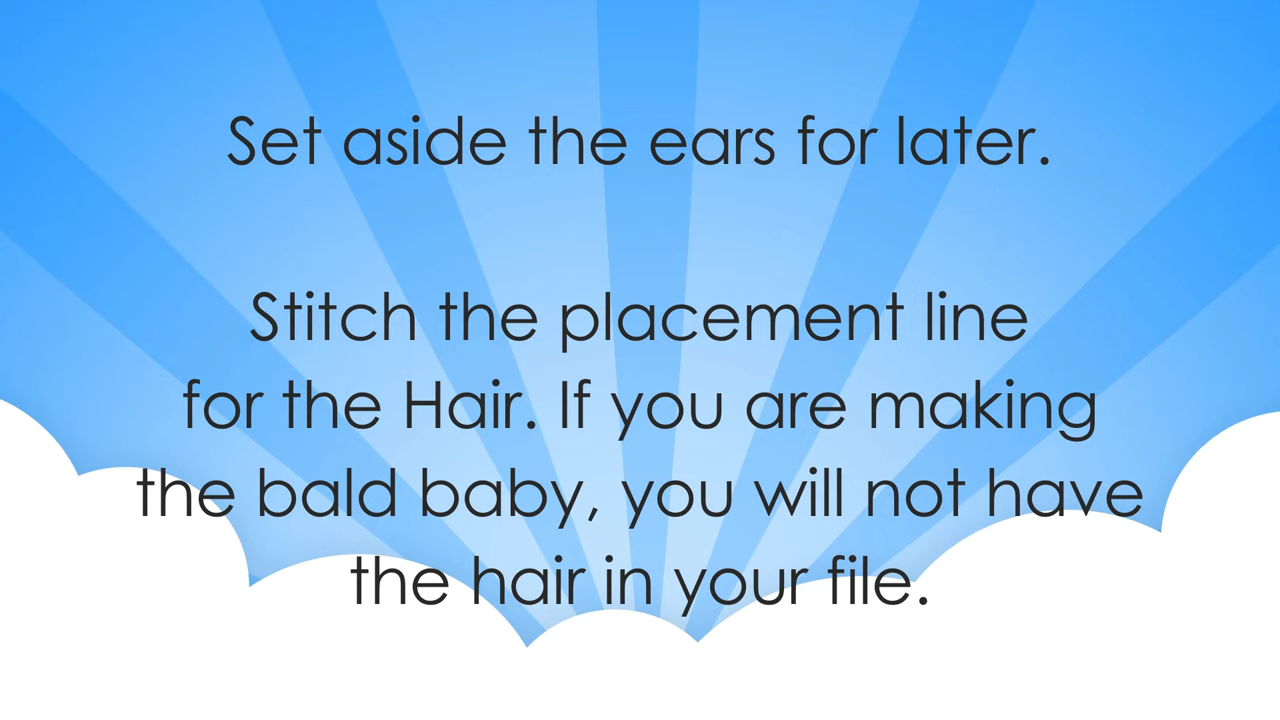 Set aside the ears for later.
Stitch the placement line
for the Hair. If you are making
the bald baby, you will not have
the hair in your file.